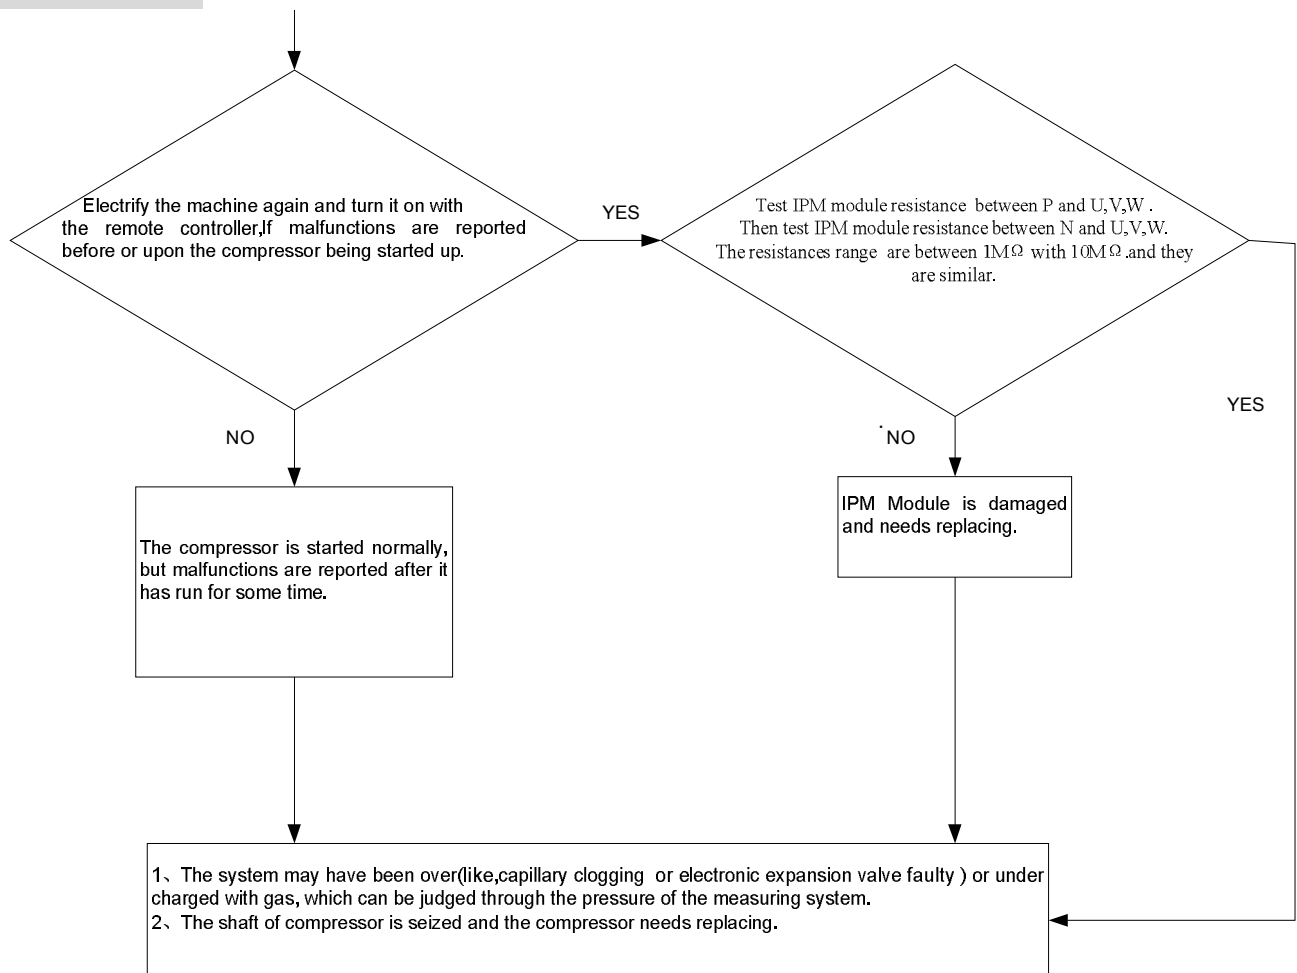 Electrify the machine again and turn it on with
the remote controller,If malfunctions are reported
before or upon the compressor being started up.
YES
Test IPM module resistance between P and U,V,W .
Then test IPM module resistance between N and U,V,W.
The resistances range are between 1MΩ with 10MΩ.and they
are similar.
YES
NO
NO
The compressor is started normally,
but malfunctions are reported after it
has run for some time.
IPM Module is damaged
and needs replacing.
1、The system may have been over(like,capillary clogging or electronic expansion valve faulty ) or under
charged with gas, which can be judged through the pressure of the measuring system.
2、The shaft of compressor is seized and the compressor needs replacing.